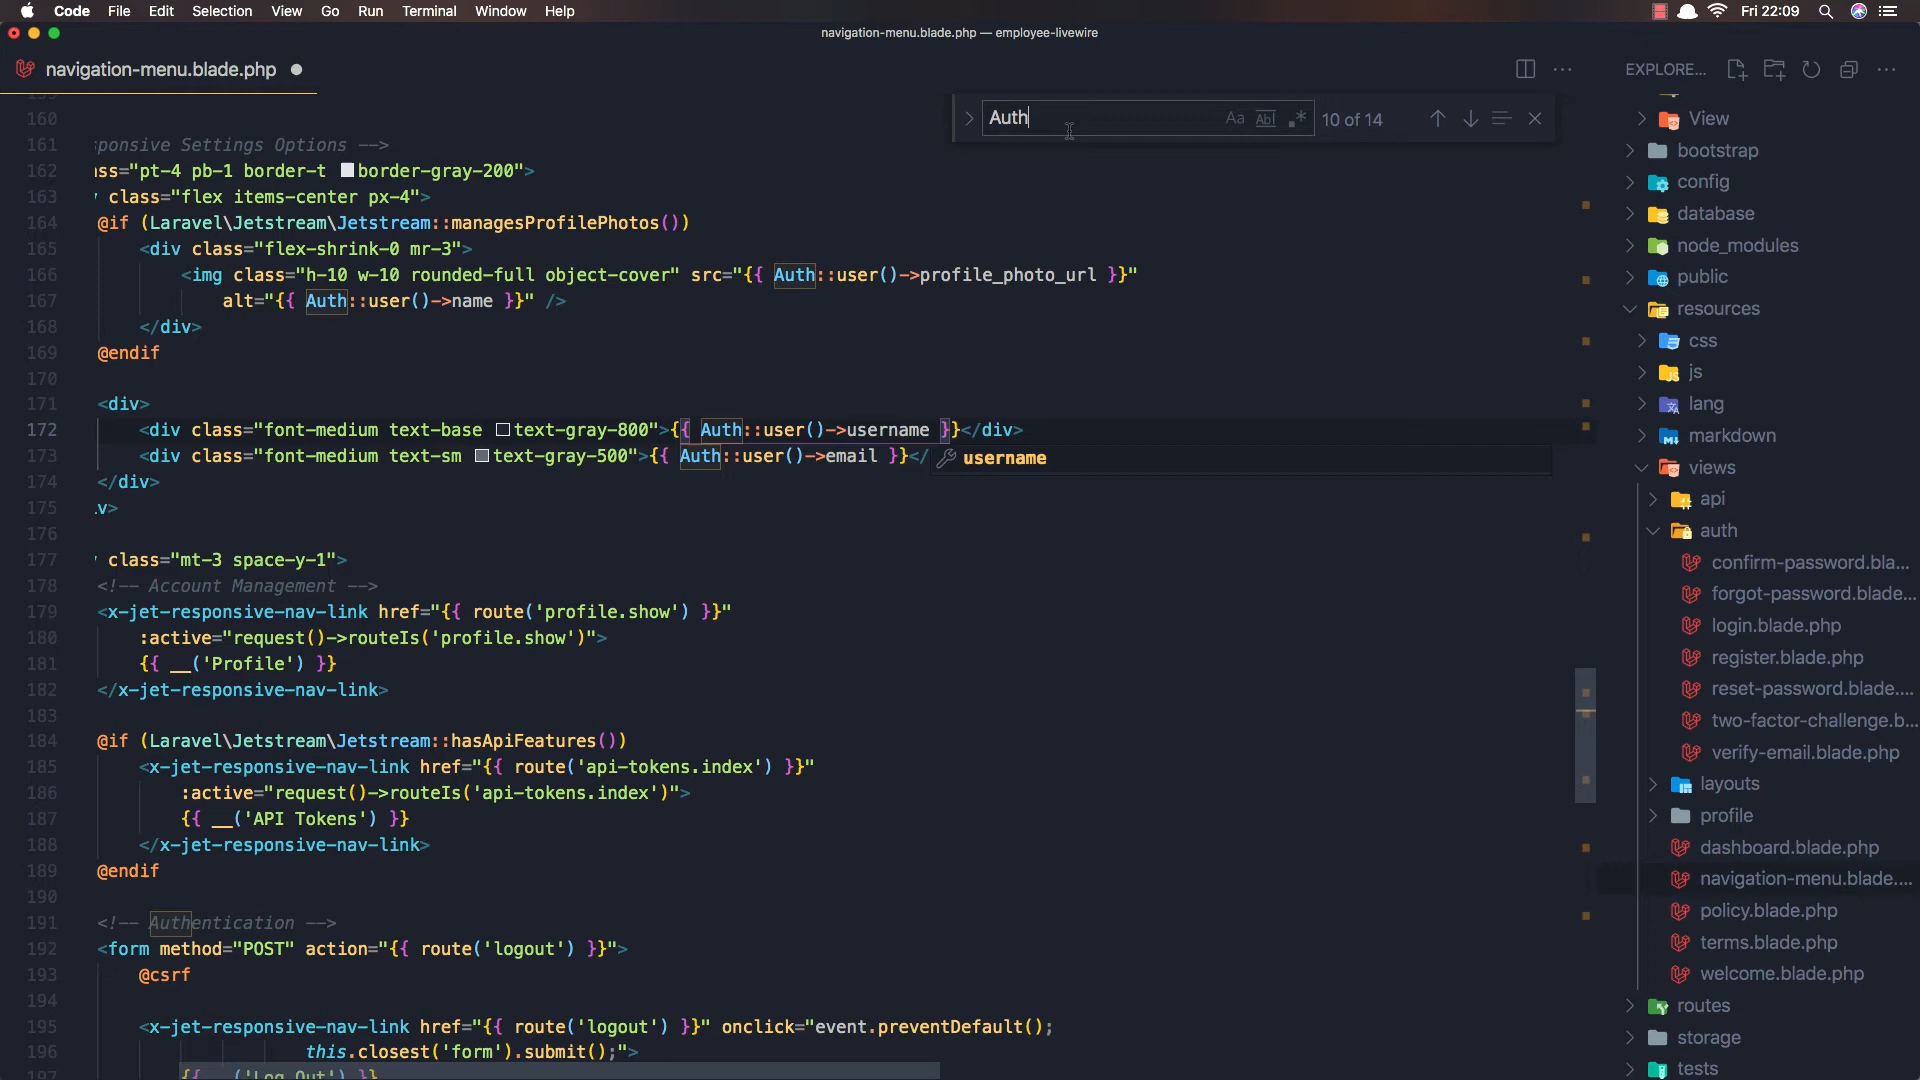 Code File Edit Selection View Go Run Terminal Window Help
Fri 22:09
navigation-menu.blade.php — employee-livewire
navigation-menu.blade.php
EXPLORE...
Auth
Aa
Abl
10 of 14
160
161 ponsive Settings Options -->
162 ass="pt-4 pb-1 border-t border-gray-200">
163 class="flex items-center px-4">
164 @if (Laravel\Jetstream\Jetstream::managesProfilePhotos())
165 <div class="flex-shrink-0 mr-3">
166 <img class="h-10 w-10 rounded-full object-cover" src="{{ Auth::user()->profile_photo_url }}"
167 alt="{{ Auth::user()->name }}" />
168 </div>
169 @endif
170
171 <div>
172 <div class="font-medium text-base text-gray-800">{{ Auth::user()->username }}</div>
173 <div class="font-medium text-sm text-gray-500">{{ Auth::user()->email }}</
username
174 </div>
175 v>
176
177 class="mt-3 space-y-1">
178 <!-- Account Management -->
179 <x-jet-responsive-nav-link href="{{ route('profile.show') }}"
180 :active="request()->routeIs('profile.show')">
181 {{ __('Profile') }}
182 </x-jet-responsive-nav-link>
183
184 @if (Laravel\Jetstream\Jetstream::hasApiFeatures())
185 <x-jet-responsive-nav-link href="{{ route('api-tokens.index') }}"
186 :active="request()->routeIs('api-tokens.index')">
187 {{ __('API Tokens') }}
188 </x-jet-responsive-nav-link>
189 @endif
190
191 <!-- Authentication -->
192 <form method="POST" action="{{ route('logout') }}">
193 @csrf
194
195 <x-jet-responsive-nav-link href="{{ route('logout') }}" onclick="event.preventDefault();
196 this.closest('form').submit();">
197 {{ __('Log Out') }}
View
bootstrap
config
database
node_modules
public
resources
css
js
lang
markdown
views
api
auth
confirm-password.bla...
forgot-password.blade...
login.blade.php
register.blade.php
reset-password.blade....
two-factor-challenge.b...
verify-email.blade.php
layouts
profile
dashboard.blade.php
navigation-menu.blade....
policy.blade.php
terms.blade.php
welcome.blade.php
routes
storage
tests